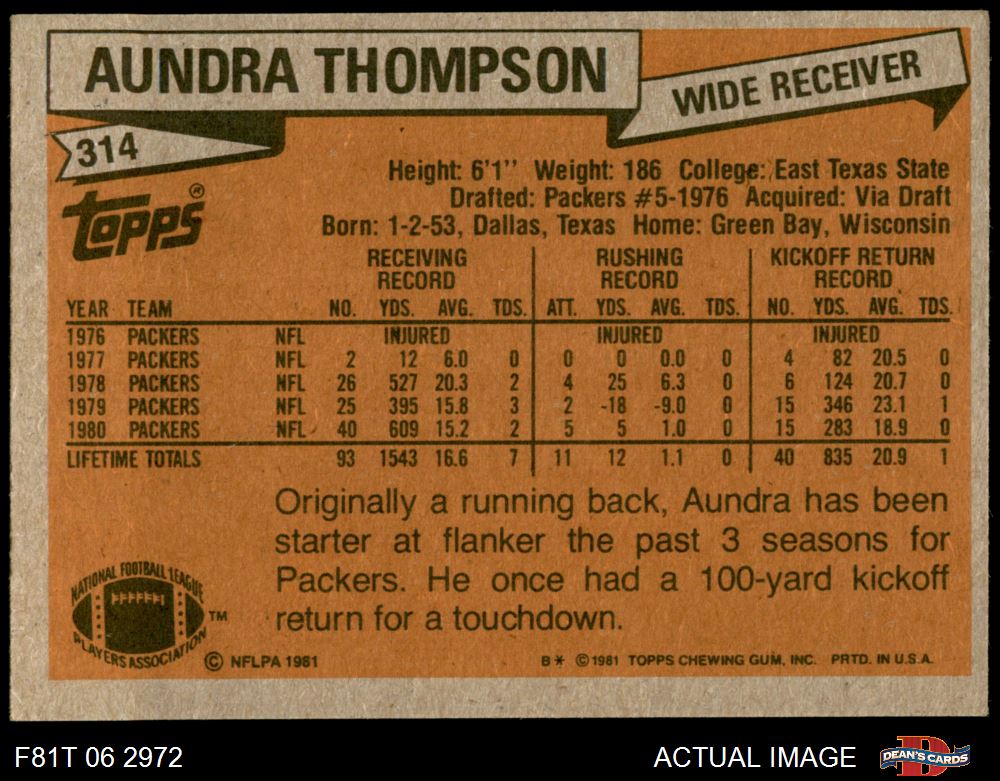 AUNDRA THOMPSON
WIDE RECEIVER
314
TOPPS ®
Height: 6'1'' Weight: 186 College: East Texas State
Drafted: Packers #5-1976 Acquired: Via Draft
Born: 1-2-53, Dallas, Texas Home: Green Bay, Wisconsin
RECEIVING RUSHING KICKOFF RETURN
RECORD RECORD RECORD
YEAR TEAM NO. YDS. AVG. TDS. ATT. YDS. AVG. TDS. NO. YDS. AVG. TDS.
1976 PACKERS NFL INJURED INJURED INJURED
1977 PACKERS NFL 2 12 6.0 0 0 0 0.0 0 4 82 20.5 0
1978 PACKERS NFL 26 527 20.3 2 4 25 6.3 0 6 124 20.7 0
1979 PACKERS NFL 25 395 15.8 3 2 -18 -9.0 0 15 346 23.1 1
1980 PACKERS NFL 40 609 15.2 2 5 5 1.0 0 15 283 18.9 0
LIFETIME TOTALS 93 1543 16.6 7 11 12 1.1 0 40 835 20.9 1
Originally a running back, Aundra has been
starter at flanker the past 3 seasons for
Packers. He once had a 100-yard kickoff
return for a touchdown.
NATIONAL FOOTBALL LEAGUE
PLAYERS ASSOCIATION
TM
© NFLPA 1981
B* © 1981 TOPPS CHEWING GUM, INC. PRTD. IN U.S.A.
F81T 06 2972
ACTUAL IMAGE
D
DEAN'S CARDS